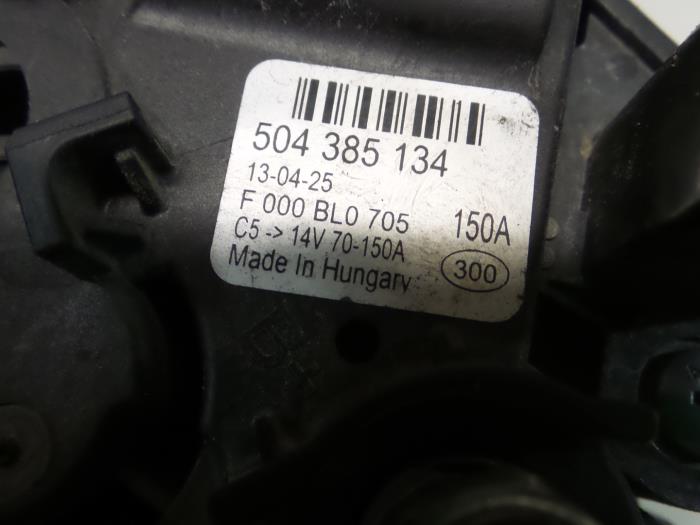 504 385 134
13-04-25
F 000 BL0 705 150A
C5 -> 14V 70-150A
Made In Hungary 300